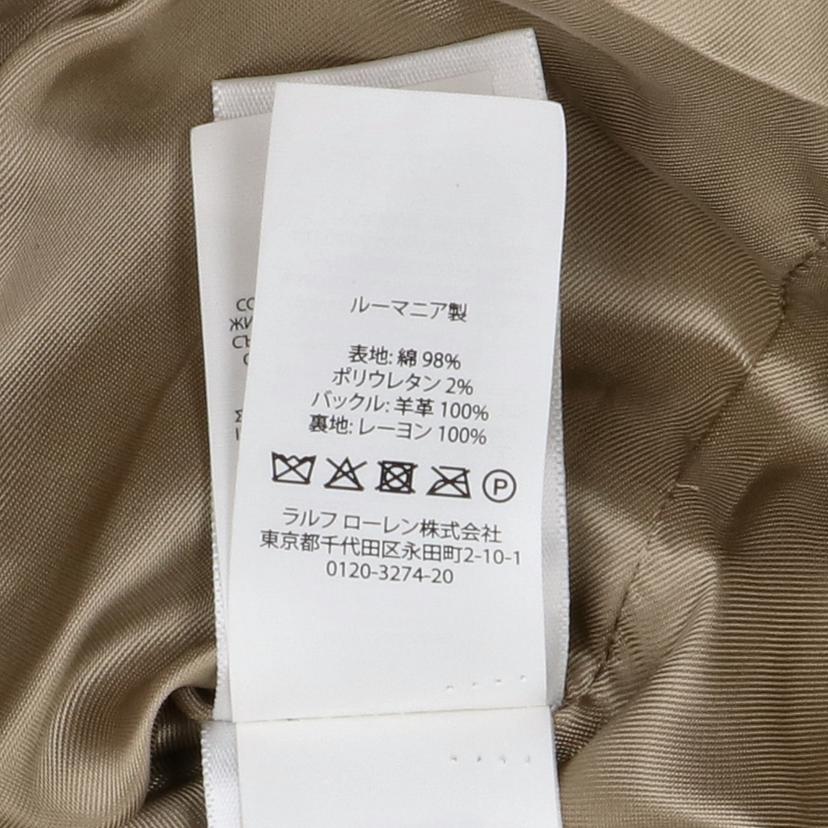 ルーマニア製
表地: 綿 98%
ポリウレタン 2%
バックル: 羊革 100%
裏地: レーヨン 100%
P
ラルフ ローレン株式会社
東京都千代田区永田町2-10-1
0120-3274-20